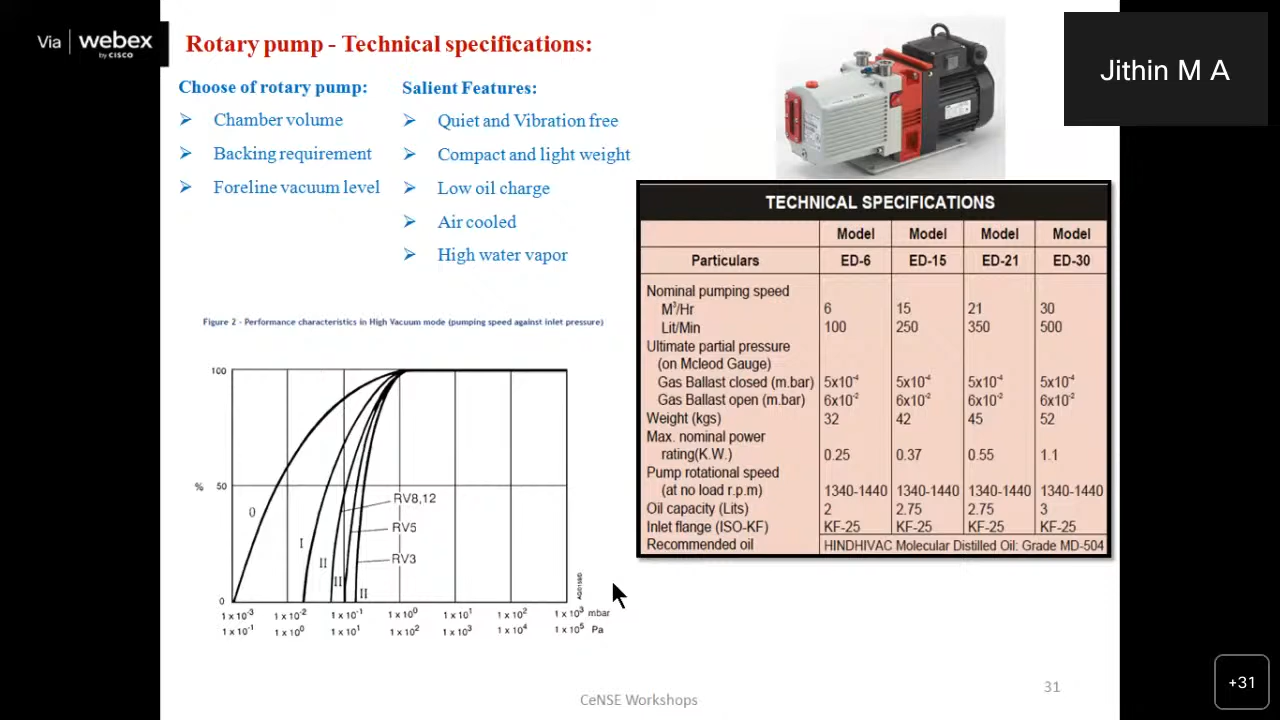 Via webex
by CISCO
Rotary pump - Technical specifications:
Jithin M A
Choose of rotary pump:
Chamber volume
Backing requirement
Foreline vacuum level
Salient Features:
Quiet and Vibration free
Compact and light weight
Low oil charge
Air cooled
High water vapor
TECHNICAL SPECIFICATIONS
Model Model Model Model
Particulars ED-6 ED-15 ED-21 ED-30
Nominal pumping speed
M³/Hr 6 15 21 30
Lit/Min 100 250 350 500
Ultimate partial pressure
(on Mcleod Gauge)
Gas Ballast closed (m.bar) 5x10⁻⁴ 5x10⁻⁴ 5x10⁻⁴ 5x10⁻⁴
Gas Ballast open (m.bar) 6x10⁻² 6x10⁻² 6x10⁻² 6x10⁻²
Weight (kgs) 32 42 45 52
Max. nominal power
rating(K.W.) 0.25 0.37 0.55 1.1
Pump rotational speed
(at no load r.p.m) 1340-1440 1340-1440 1340-1440 1340-1440
Oil capacity (Lits) 2 2.75 2.75 3
Inlet flange (ISO-KF) KF-25 KF-25 KF-25 KF-25
Recommended oil HINDHIVAC Molecular Distilled Oil: Grade MD-504
Figure 2 - Performance characteristics in High Vacuum mode (pumping speed against inlet pressure)
100
% 50
0
0
I
II
II
II
RV8,12
RV5
RV3
1 x 10⁻³ 1 x 10⁻² 1 x 10⁻¹ 1 x 10⁰ 1 x 10¹ 1 x 10² 1 x 10³ mbar
1 x 10⁻¹ 1 x 10⁰ 1 x 10¹ 1 x 10² 1 x 10³ 1 x 10⁴ 1 x 10⁵ Pa
CeNSE Workshops
31
+31